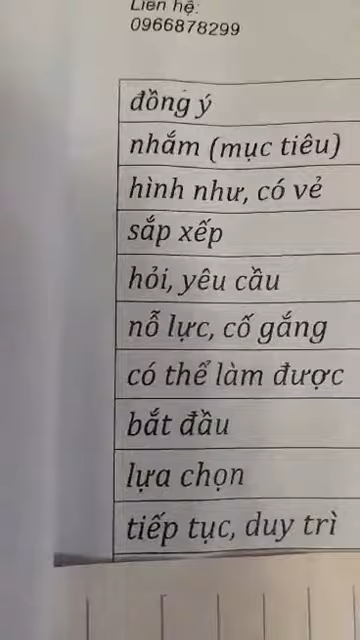 Liên hệ:
0966878299
đồng ý
nhắm (mục tiêu)
hình như, có vẻ
sắp xếp
hỏi, yêu cầu
nỗ lực, cố gắng
có thể làm được
bắt đầu
lựa chọn
tiếp tục, duy trì